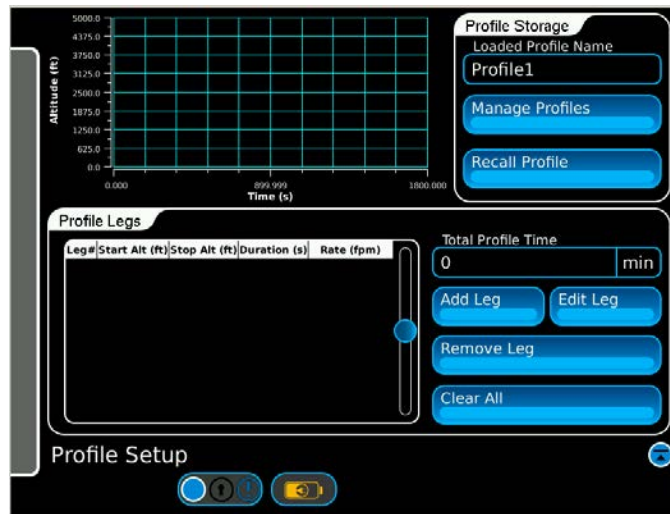 5000.0
4375.0
3750.0
3125.0
2500.0
1875.0
1250.0
625.0
0.0
Altitude (ft)
0.000 899.999 1800.000
Time (s)
Profile Storage
Loaded Profile Name
Profile1
Manage Profiles
Recall Profile
Profile Legs
Leg# Start Alt (ft) Stop Alt (ft) Duration (s) Rate (fpm)
Total Profile Time
0 min
Add Leg Edit Leg
Remove Leg
Clear All
Profile Setup